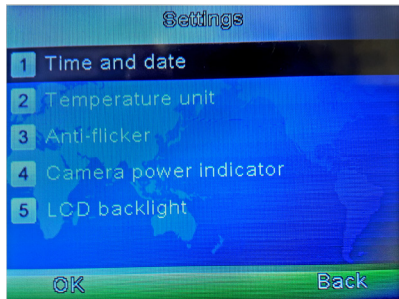 Settings
1 Time and date
2 Temperature unit
3 Anti-flicker
4 Camera power indicator
5 LCD backlight
OK Back